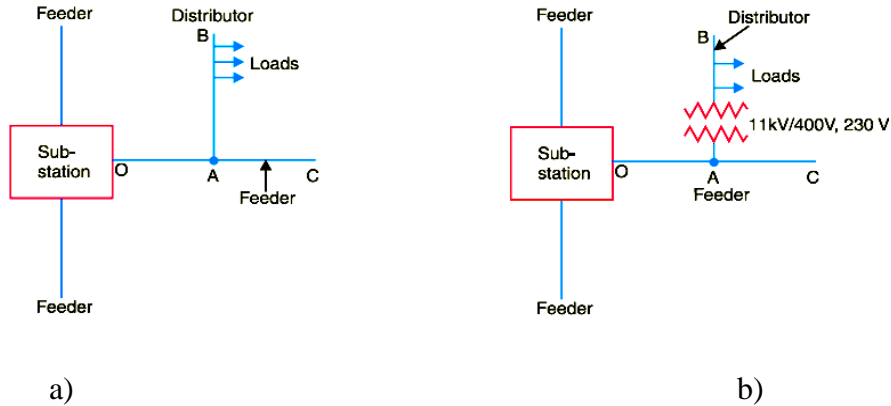 Feeder
Distributor
B
Loads
Sub-
station
O
A
C
Feeder
Feeder
a)
Feeder
Distributor
B
Loads
11kV/400V, 230 V
Sub-
station
O
A
C
Feeder
Feeder
b)